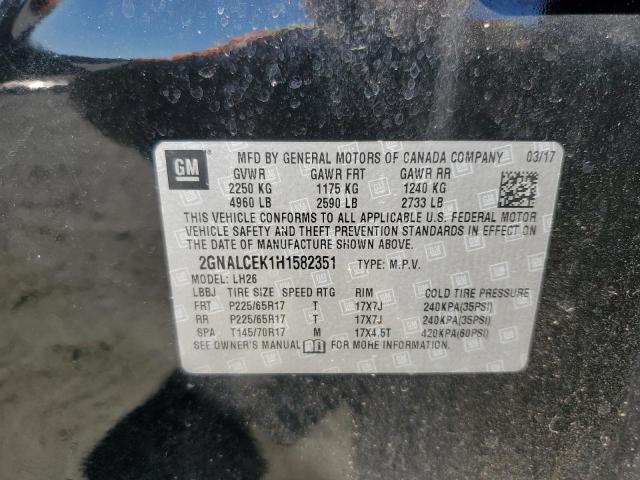 MFD BY GENERAL MOTORS OF CANADA COMPANY 03/17
GM
GVWR GAWR FRT GAWR RR
2250 KG 1175 KG 1240 KG
4960 LB 2590 LB 2733 LB
THIS VEHICLE CONFORMS TO ALL APPLICABLE U.S. FEDERAL MOTOR
VEHICLE SAFETY AND THEFT PREVENTION STANDARDS IN EFFECT ON
THE DATE OF MANUFACTURE SHOWN ABOVE.
2GNALCEK1H1582351 TYPE: M.P.V.
MODEL: LH26
LBBJ TIRE SIZE SPEED RTG RIM COLD TIRE PRESSURE
FRT P225/65R17 T 17X7J 240KPA(35PSI)
RR P225/65R17 T 17X7J 240KPA(35PSI)
SPA T145/70R17 M 17X4.5T 420KPA(60PSI)
SEE OWNER'S MANUAL FOR MORE INFORMATION.